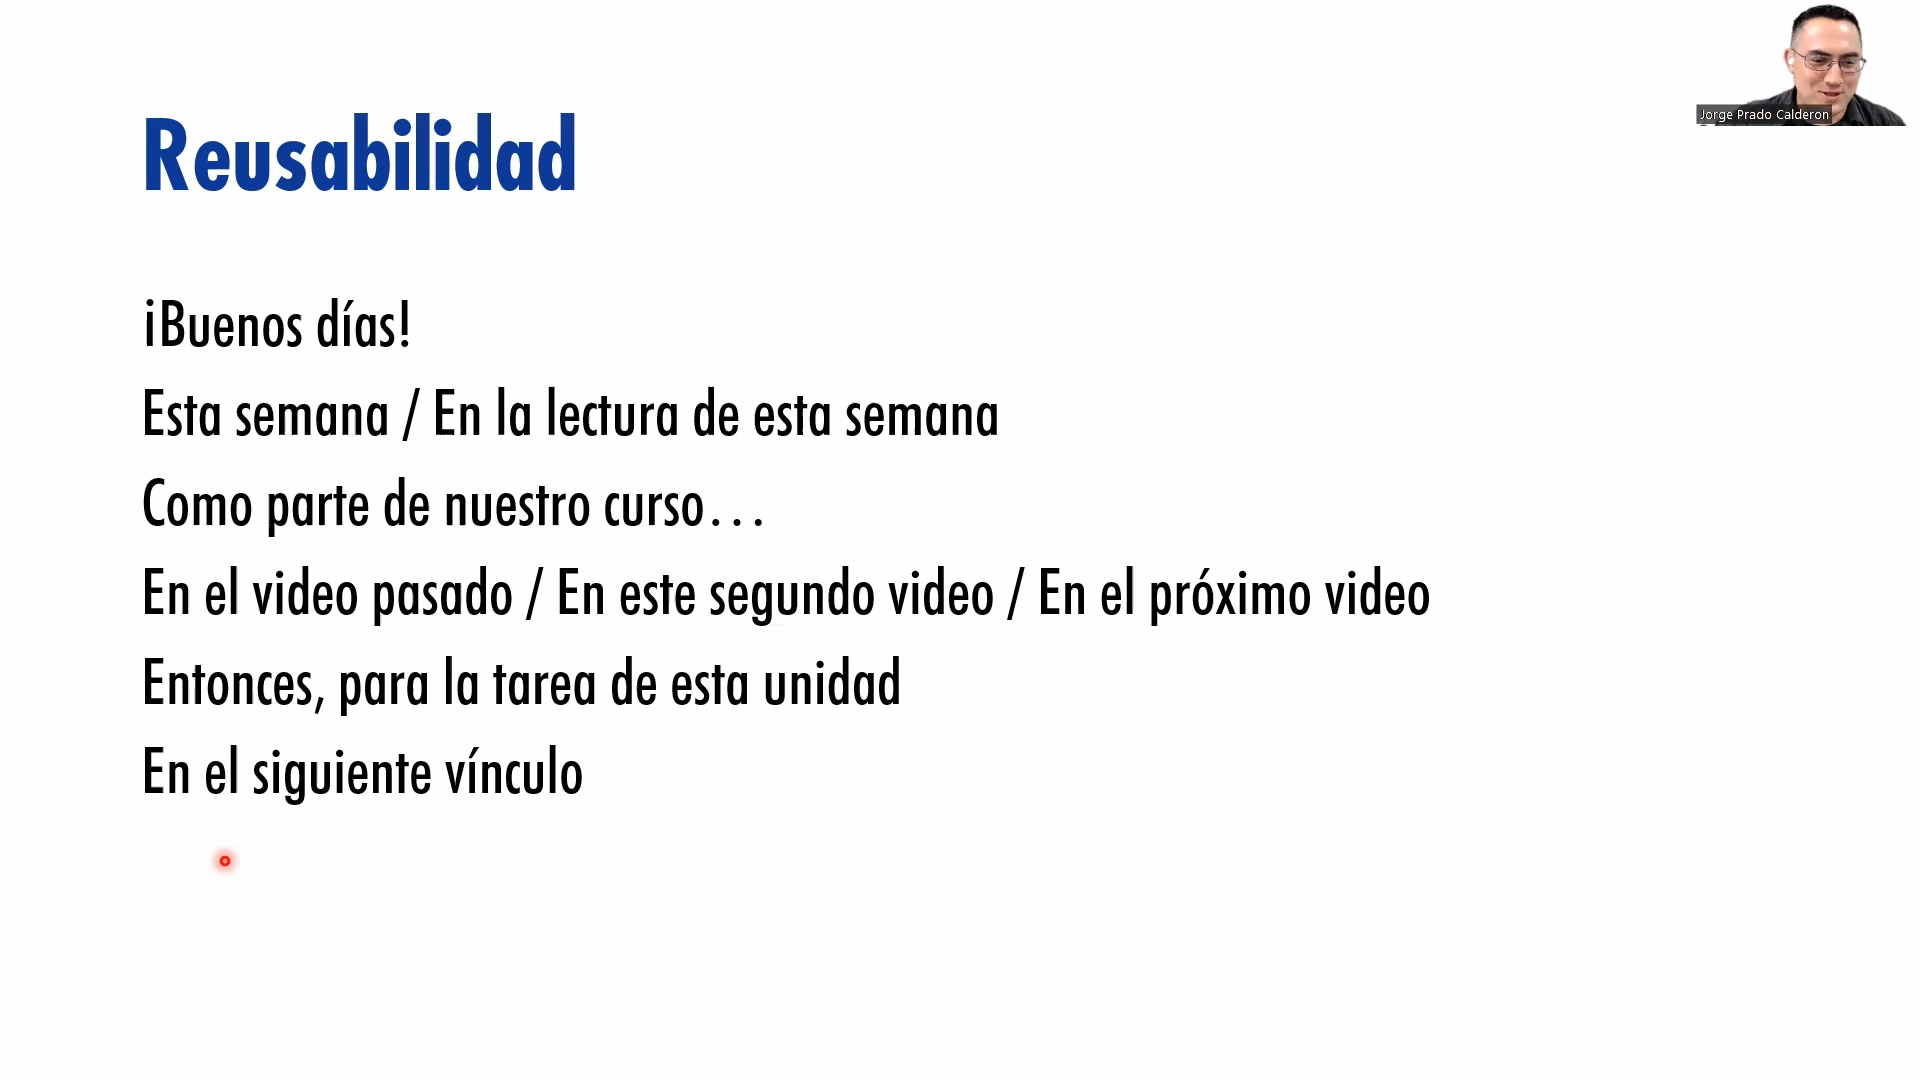 Reusabilidad
Jorge Prado Calderon
¡Buenos días!
Esta semana / En la lectura de esta semana
Como parte de nuestro curso…
En el video pasado / En este segundo video / En el próximo video
Entonces, para la tarea de esta unidad
En el siguiente vínculo